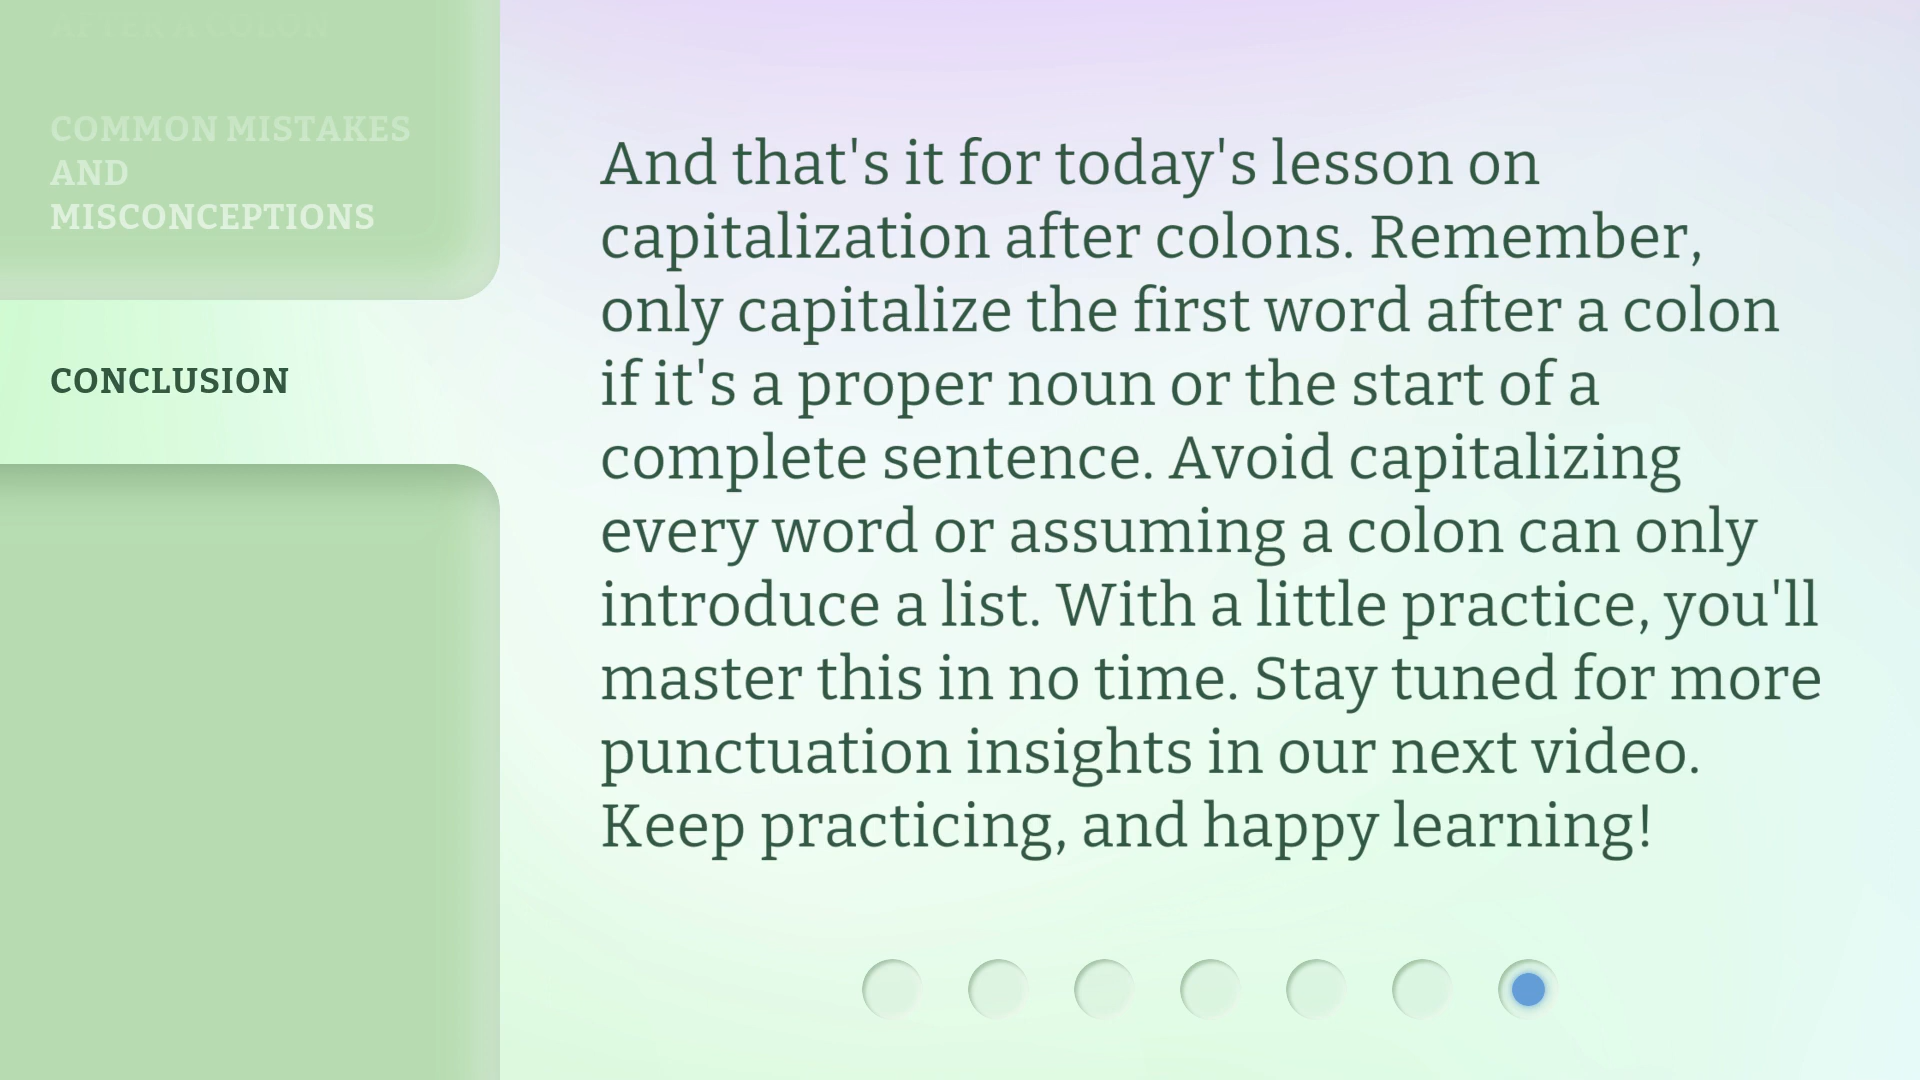 AFTER A COLON
COMMON MISTAKES
AND
MISCONCEPTIONS
CONCLUSION
And that's it for today's lesson on
capitalization after colons. Remember,
only capitalize the first word after a colon
if it's a proper noun or the start of a
complete sentence. Avoid capitalizing
every word or assuming a colon can only
introduce a list. With a little practice, you'll
master this in no time. Stay tuned for more
punctuation insights in our next video.
Keep practicing, and happy learning!